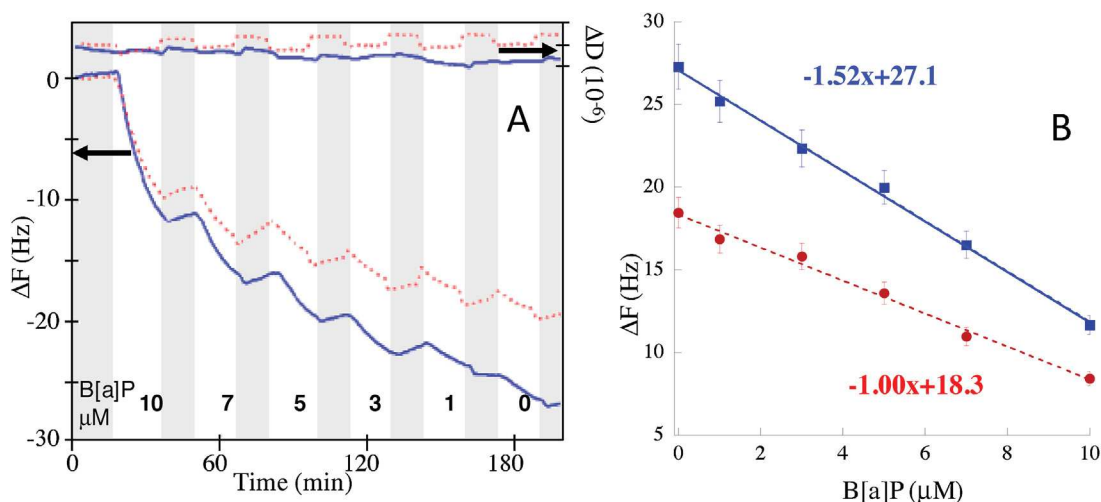 0
-10
-20
-30
ΔF (Hz)
A
ΔD (10⁻⁶)
B[a]P
μM
10 7 5 3 1 0
0 60 120 180
Time (min)
30
25
20
15
10
5
ΔF (Hz)
-1.52x+27.1
B
-1.00x+18.3
0 2 4 6 8 10
B[a]P (μM)